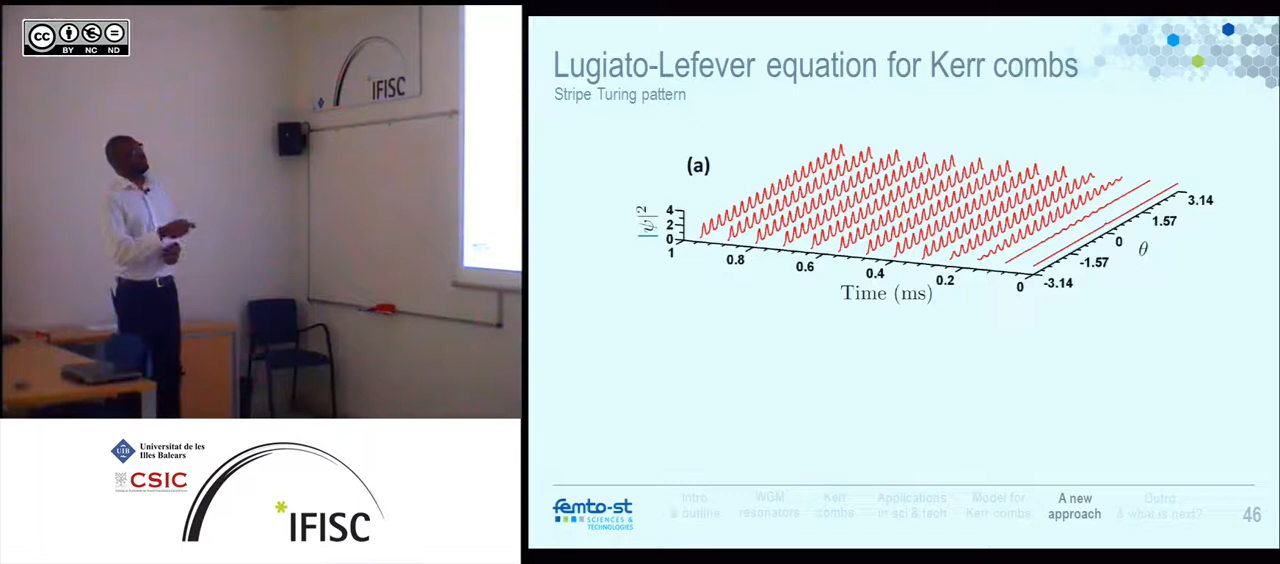 cc
BY NC ND
*IFISC
Universitat de les
Illes Balears
UIB
CSIC
*IFISC
Lugiato-Lefever equation for Kerr combs
Stripe Turing pattern
(a)
|ψ|²
4
2
0
1
0.8
0.6
0.4
0.2
0
Time (ms)
-3.14
-1.57
0
1.57
3.14
θ
femto-st
SCIENCES &
TECHNOLOGIES
Intro
& outline
WGM
resonators
Kerr
combs
Applications
in sci & tech
Model for
Kerr combs
A new
approach
Outro
& what is next?
46